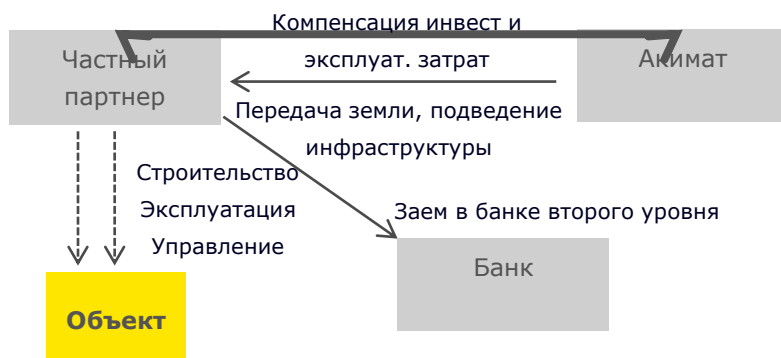 Компенсация инвест и
эксплуат. затрат
Частный
партнер
Акимат
Передача земли, подведение
инфраструктуры
Строительство
Эксплуатация
Управление
Заем в банке второго уровня
Банк
Объект